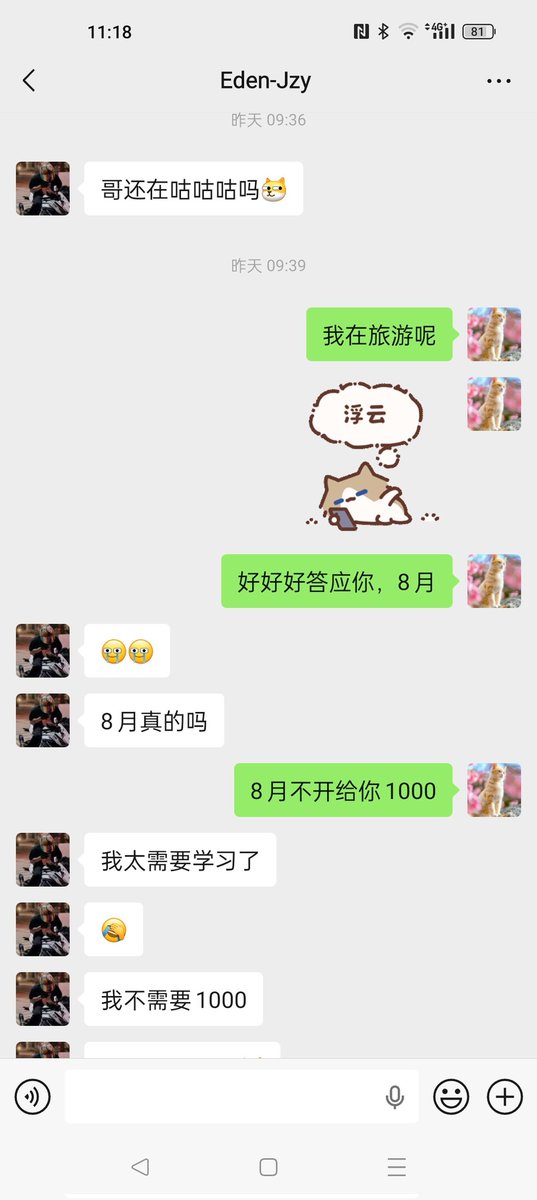 11:18
4G+
81
Eden-Jzy
昨天 09:36
哥还在咕咕咕吗
昨天 09:39
我在旅游呢
浮云
好好好答应你，8月
8月真的吗
8月不开给你1000
我太需要学习了
我不需要1000